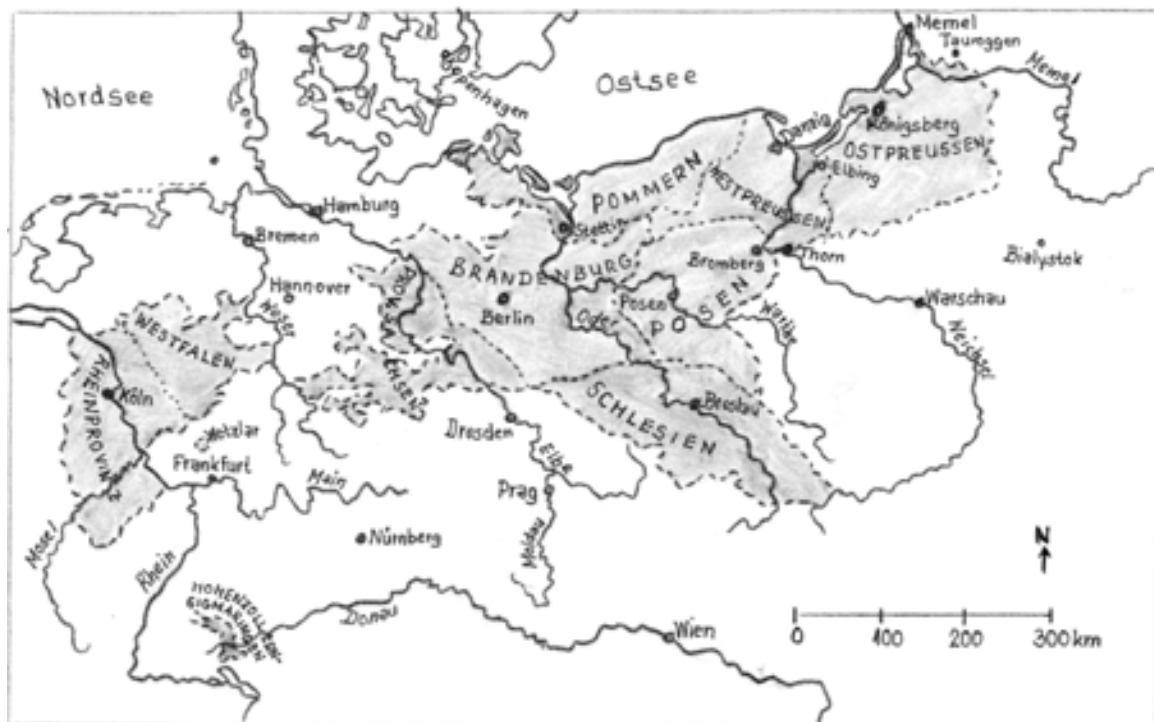 Memel
Tauroggen
Nordsee
Ostsee
Memel
Kopenhagen
Danzig
Königsberg
OSTPREUSSEN
Elbing
POMMERN
WESTPREUSSEN
Hamburg
Stettin
Bremen
BRANDENBURG
Bromberg
Thorn
Bialystok
Hannover
PROV.
Posen
POSEN
Warschau
Weser
Berlin
Oder
Warthe
Weichsel
WESTFALEN
RHEINPROVINZ
SACHSEN
Köln
SCHLESIEN
Breslau
Wetzlar
Dresden
Elbe
Frankfurt
Main
Prag
Mosel
Rhein
Nürnberg
Moldau
N
HOHENZOLLERN-
SIGMARINGEN
Donau
Wien
0 100 200 300 km